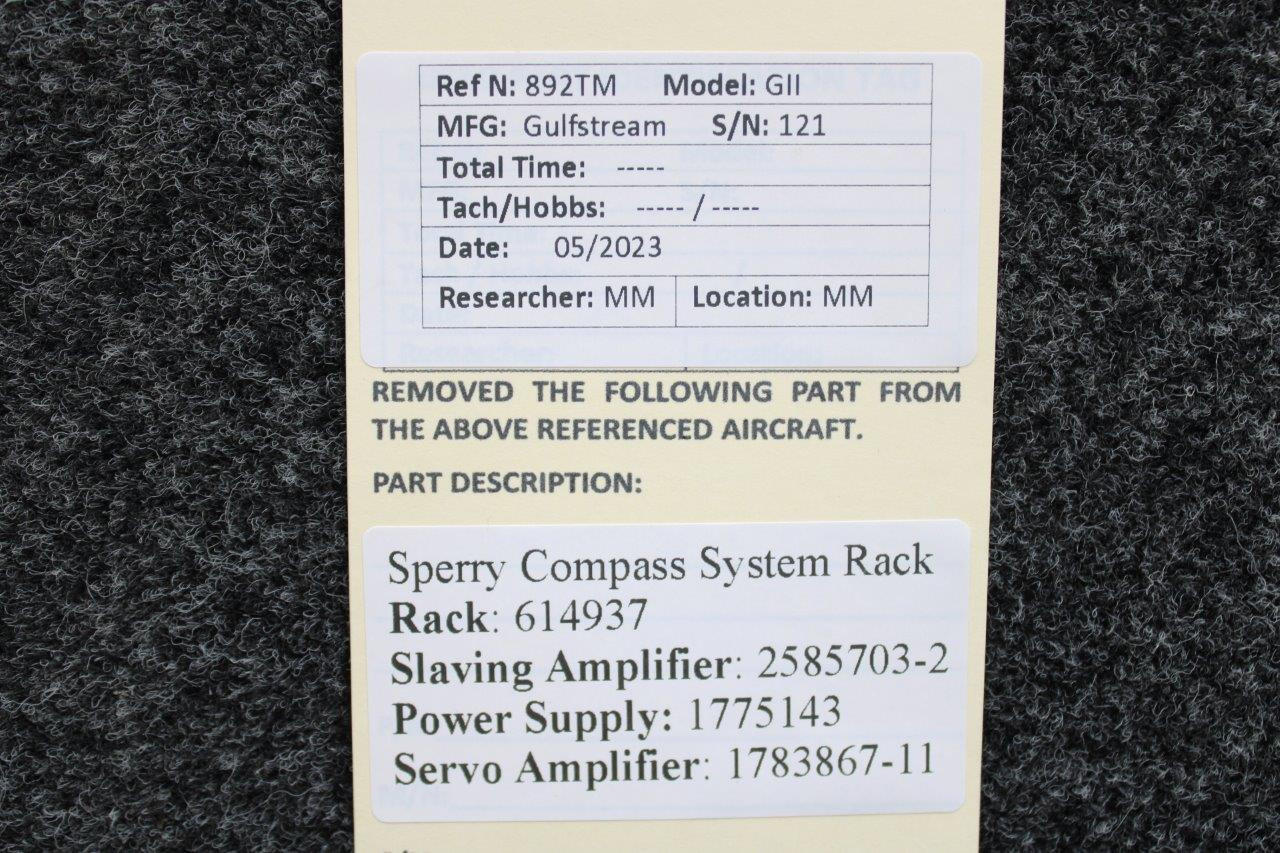 Ref N: 892TM Model: GII
MFG: Gulfstream S/N: 121
Total Time: -----
Tach/Hobbs: ----- / -----
Date: 05/2023
Researcher: MM Location: MM
REMOVED THE FOLLOWING PART FROM
THE ABOVE REFERENCED AIRCRAFT.
PART DESCRIPTION:
Sperry Compass System Rack
Rack: 614937
Slaving Amplifier: 2585703-2
Power Supply: 1775143
Servo Amplifier: 1783867-11